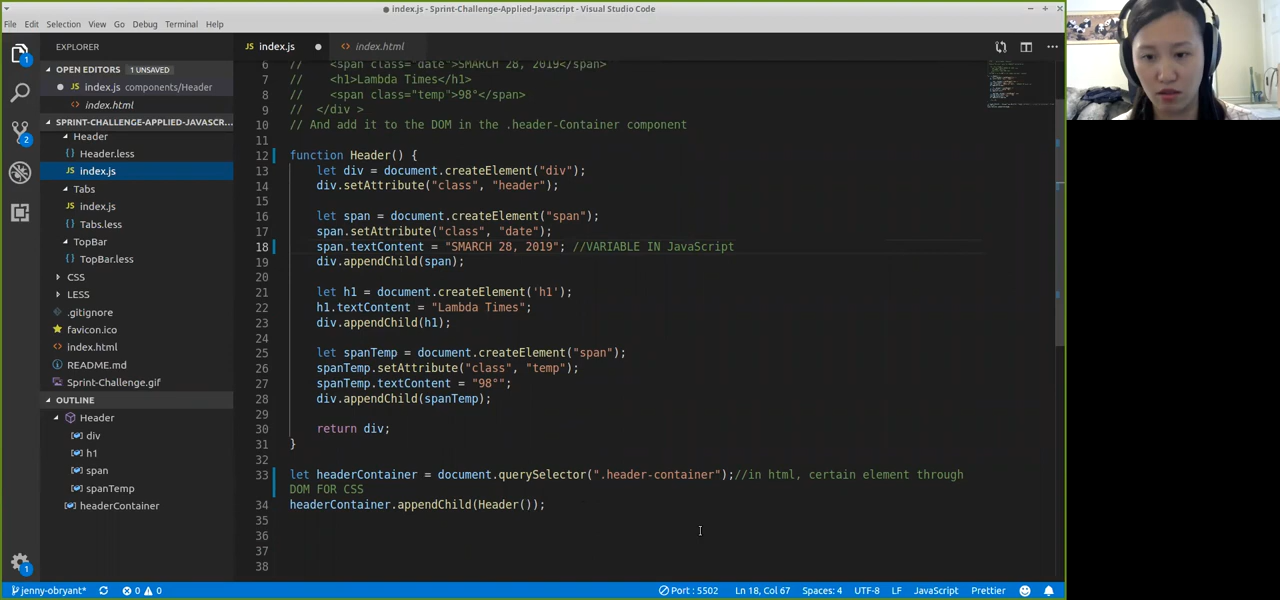 ● index.js - Sprint-Challenge-Applied-Javascript - Visual Studio Code
File Edit Selection View Go Debug Terminal Help
EXPLORER
OPEN EDITORS 1 UNSAVED
JS index.js components/Header
<> index.html
SPRINT-CHALLENGE-APPLIED-JAVASCR...
Header
{} Header.less
JS index.js
Tabs
JS index.js
{} Tabs.less
TopBar
{} TopBar.less
CSS
LESS
.gitignore
favicon.ico
<> index.html
README.md
Sprint-Challenge.gif
OUTLINE
Header
div
h1
span
spanTemp
headerContainer
1
2
1
JS index.js ●
<> index.html
6 // <span class="date">SMARCH 28, 2019</span>
7 // <h1>Lambda Times</h1>
8 // <span class="temp">98°</span>
9 // </div >
10 // And add it to the DOM in the .header-Container component
11
12 function Header() {
13 let div = document.createElement("div");
14 div.setAttribute("class", "header");
15
16 let span = document.createElement("span");
17 span.setAttribute("class", "date");
18 span.textContent = "SMARCH 28, 2019"; //VARIABLE IN JavaScript
19 div.appendChild(span);
20
21 let h1 = document.createElement('h1');
22 h1.textContent = "Lambda Times";
23 div.appendChild(h1);
24
25 let spanTemp = document.createElement("span");
26 spanTemp.setAttribute("class", "temp");
27 spanTemp.textContent = "98°";
28 div.appendChild(spanTemp);
29
30 return div;
31 }
32
33 let headerContainer = document.querySelector(".header-container");//in html, certain element through
DOM FOR CSS
34 headerContainer.appendChild(Header());
35
36
37
38
jenny-obryant* 0 0 Port : 5502 Ln 18, Col 67 Spaces: 4 UTF-8 LF JavaScript Prettier